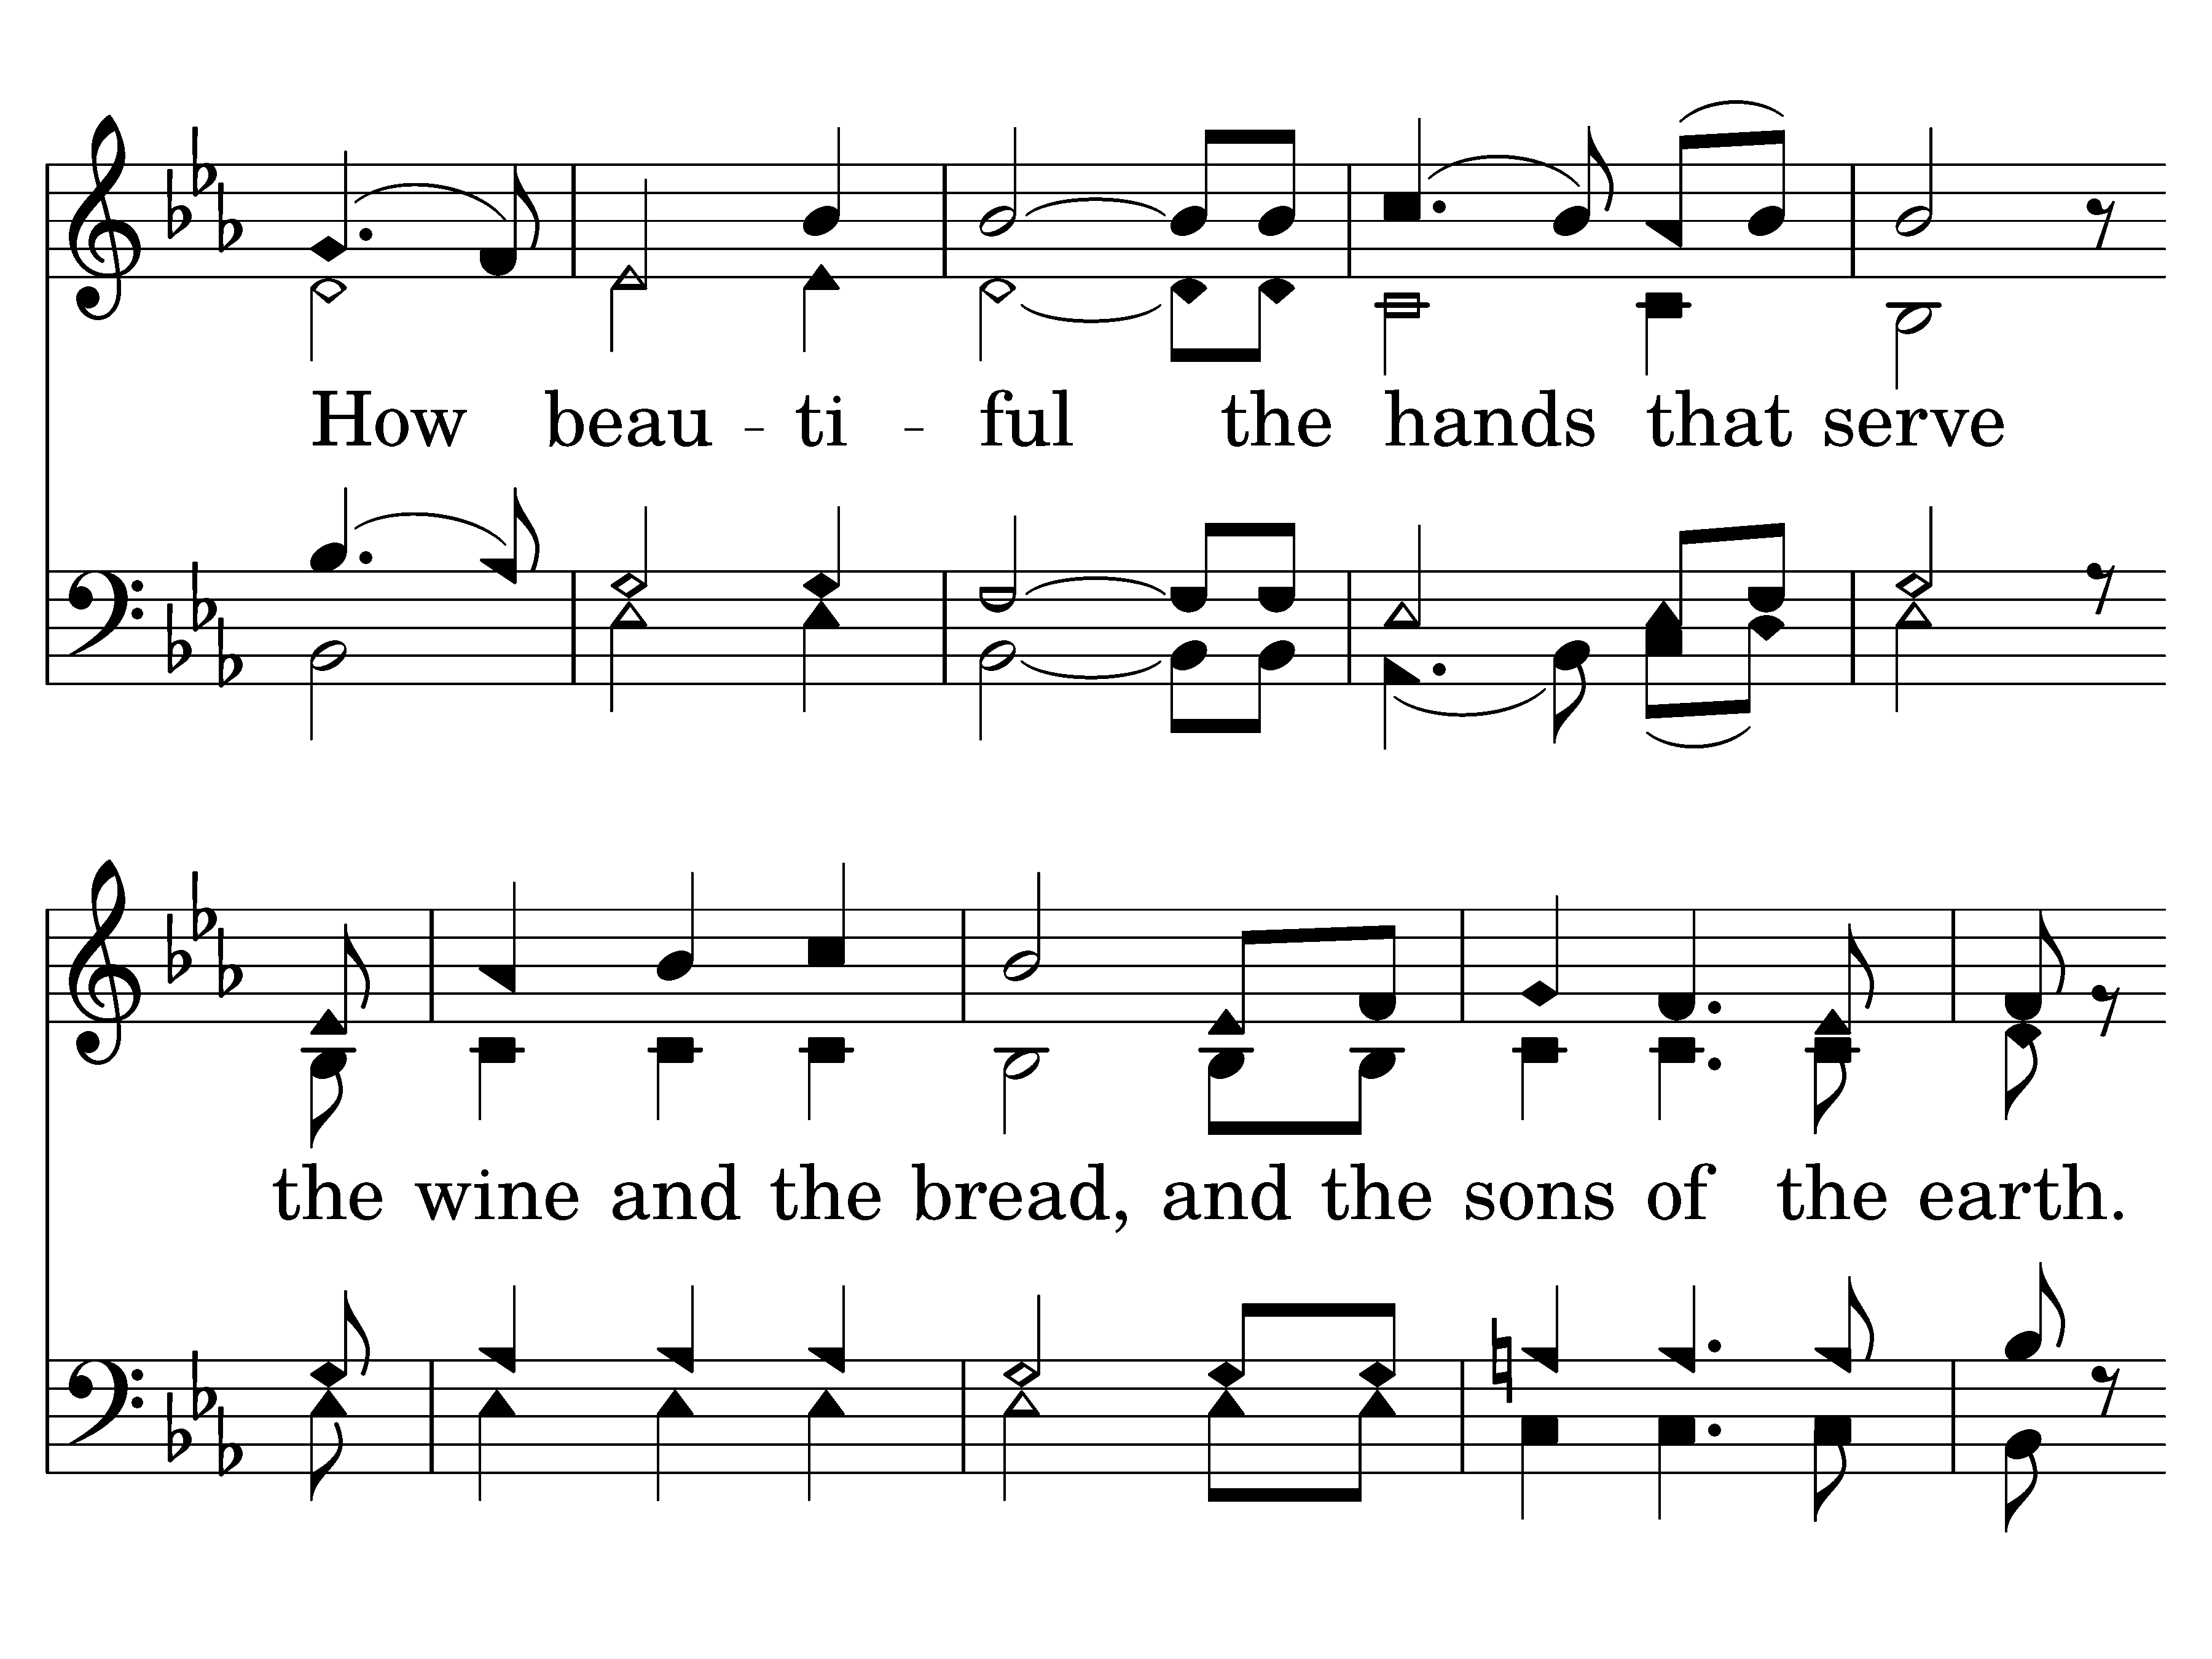 How beau - ti - ful the hands that serve
the wine and the bread, and the sons of the earth.